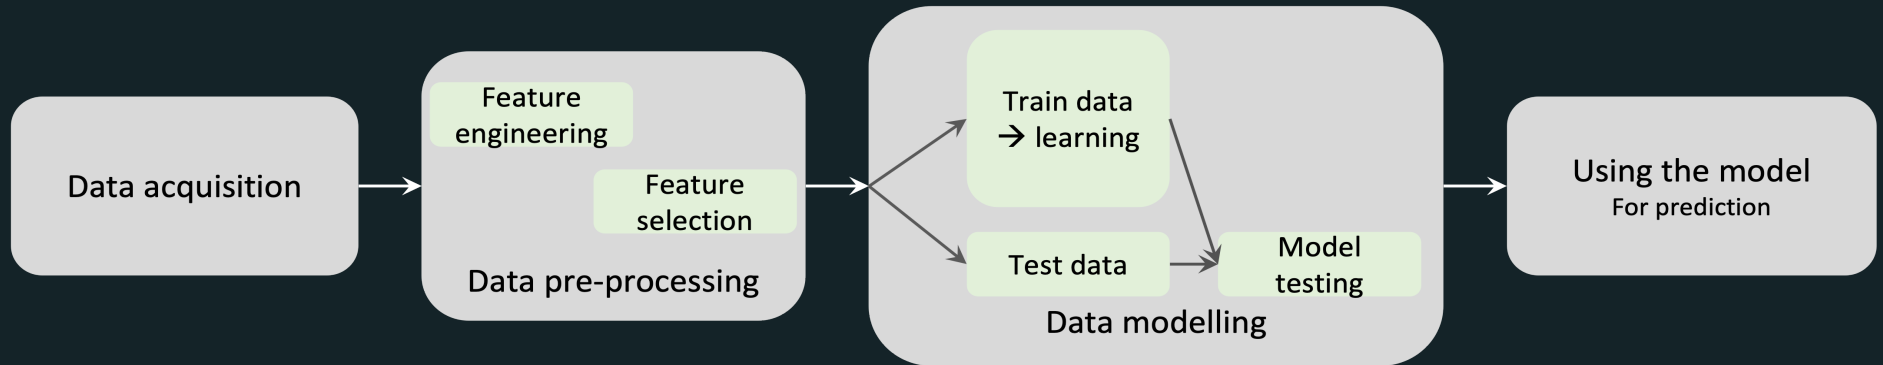 Data acquisition
Feature
engineering
Feature
selection
Data pre-processing
Train data
→ learning
Test data
Model
testing
Data modelling
Using the model
For prediction